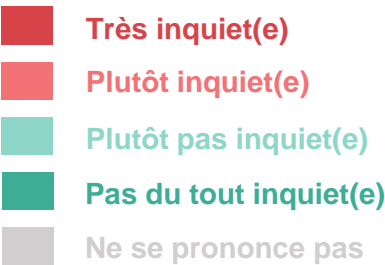 Très inquiet(e)
Plutôt inquiet(e)
Plutôt pas inquiet(e)
Pas du tout inquiet(e)
Ne se prononce pas